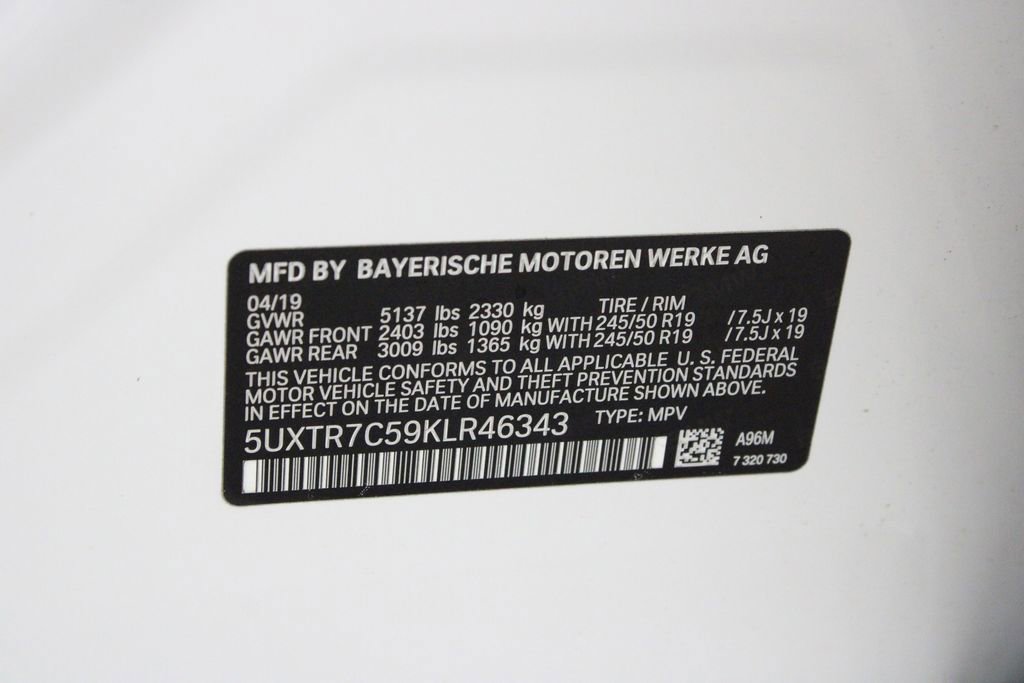 MFD BY BAYERISCHE MOTOREN WERKE AG
04/19 TIRE / RIM
GVWR 5137 lbs 2330 kg
GAWR FRONT 2403 lbs 1090 kg WITH 245/50 R19 /7.5J x 19
GAWR REAR 3009 lbs 1365 kg WITH 245/50 R19 /7.5J x 19
THIS VEHICLE CONFORMS TO ALL APPLICABLE U. S. FEDERAL
MOTOR VEHICLE SAFETY AND THEFT PREVENTION STANDARDS
IN EFFECT ON THE DATE OF MANUFACTURE SHOWN ABOVE.
5UXTR7C59KLR46343 TYPE: MPV
A96M
7 320 730